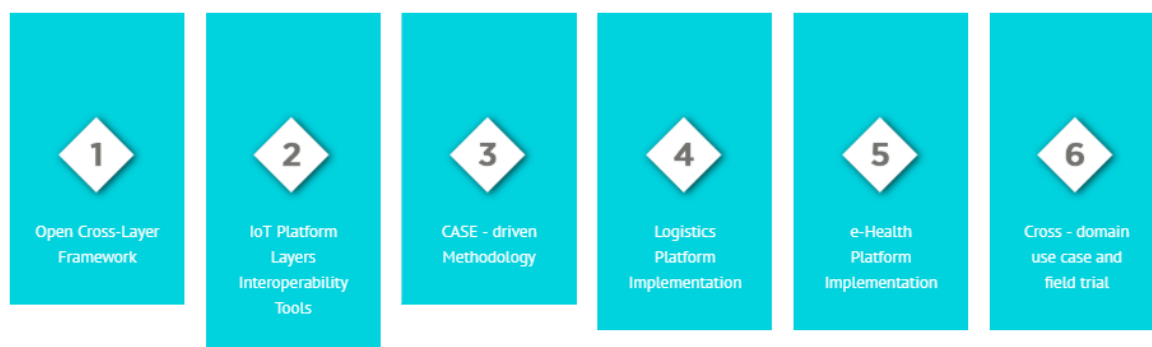 1
Open Cross-Layer
Framework
2
IoT Platform
Layers
Interoperability
Tools
3
CASE - driven
Methodology
4
Logistics
Platform
Implementation
5
e-Health
Platform
Implementation
6
Cross - domain
use case and
field trial